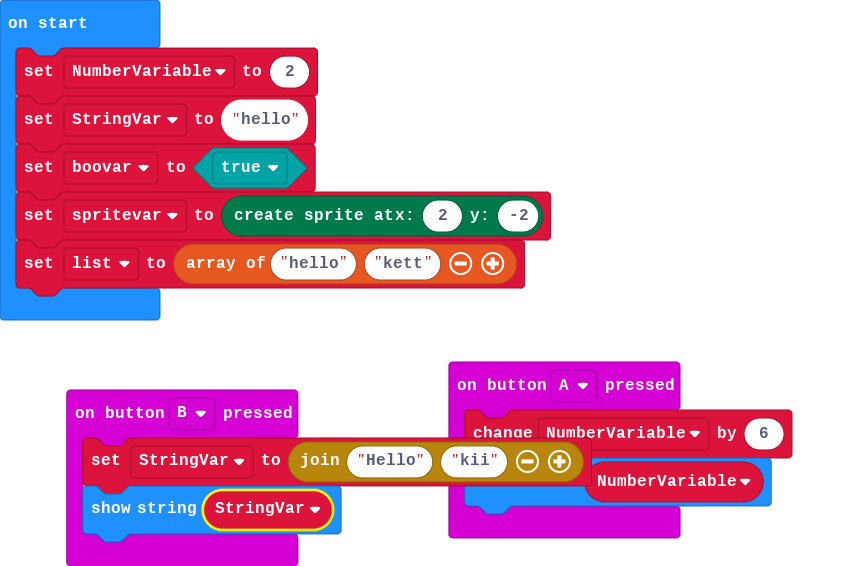 on start
set NumberVariable to 2
set StringVar to "hello"
set boovar to true
set spritevar to create sprite atx: 2 y: -2
set list to array of "hello" "kett"
on button A pressed
change NumberVariable by 6
NumberVariable
on button B pressed
set StringVar to join "Hello" "kii"
show string StringVar